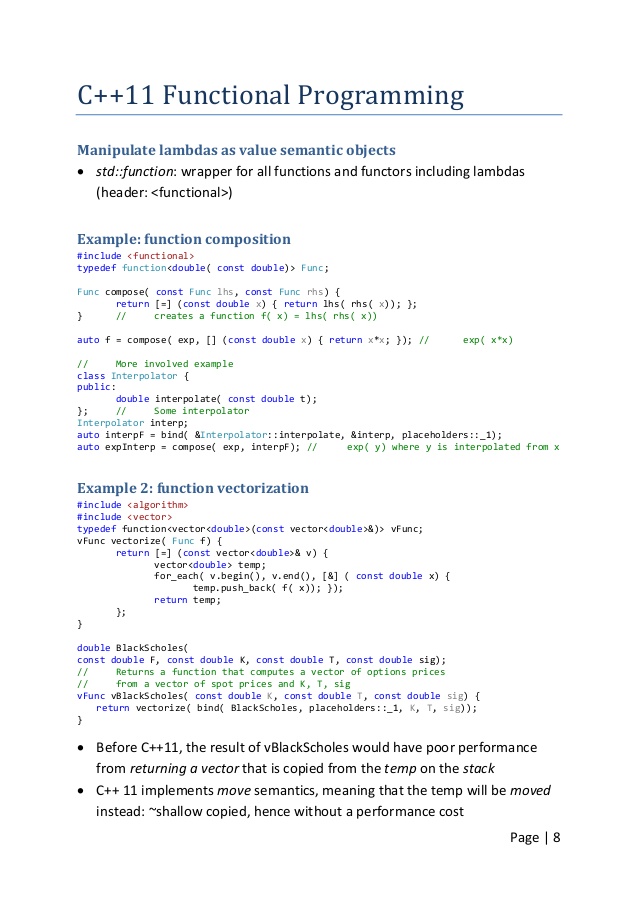 C++11 Functional Programming
Manipulate lambdas as value semantic objects
• std::function: wrapper for all functions and functors including lambdas
(header: <functional>)
Example: function composition
#include <functional>
typedef function<double( const double)> Func;
Func compose( const Func lhs, const Func rhs) {
return [=] (const double x) { return lhs( rhs( x)); };
} // creates a function f( x) = lhs( rhs( x))
auto f = compose( exp, [] (const double x) { return x*x; }); // exp( x*x)
// More involved example
class Interpolator {
public:
double interpolate( const double t);
}; // Some interpolator
Interpolator interp;
auto interpF = bind( &Interpolator::interpolate, &interp, placeholders::_1);
auto expInterp = compose( exp, interpF); // exp( y) where y is interpolated from x
Example 2: function vectorization
#include <algorithm>
#include <vector>
typedef function<vector<double>(const vector<double>&)> vFunc;
vFunc vectorize( Func f) {
return [=] (const vector<double>& v) {
vector<double> temp;
for_each( v.begin(), v.end(), [&] ( const double x) {
temp.push_back( f( x)); });
return temp;
};
}
double BlackScholes(
const double F, const double K, const double T, const double sig);
// Returns a function that computes a vector of options prices
// from a vector of spot prices and K, T, sig
vFunc vBlackScholes( const double K, const double T, const double sig) {
return vectorize( bind( BlackScholes, placeholders::_1, K, T, sig));
}
• Before C++11, the result of vBlackScholes would have poor performance
from returning a vector that is copied from the temp on the stack
• C++ 11 implements move semantics, meaning that the temp will be moved
instead: ~shallow copied, hence without a performance cost
Page | 8